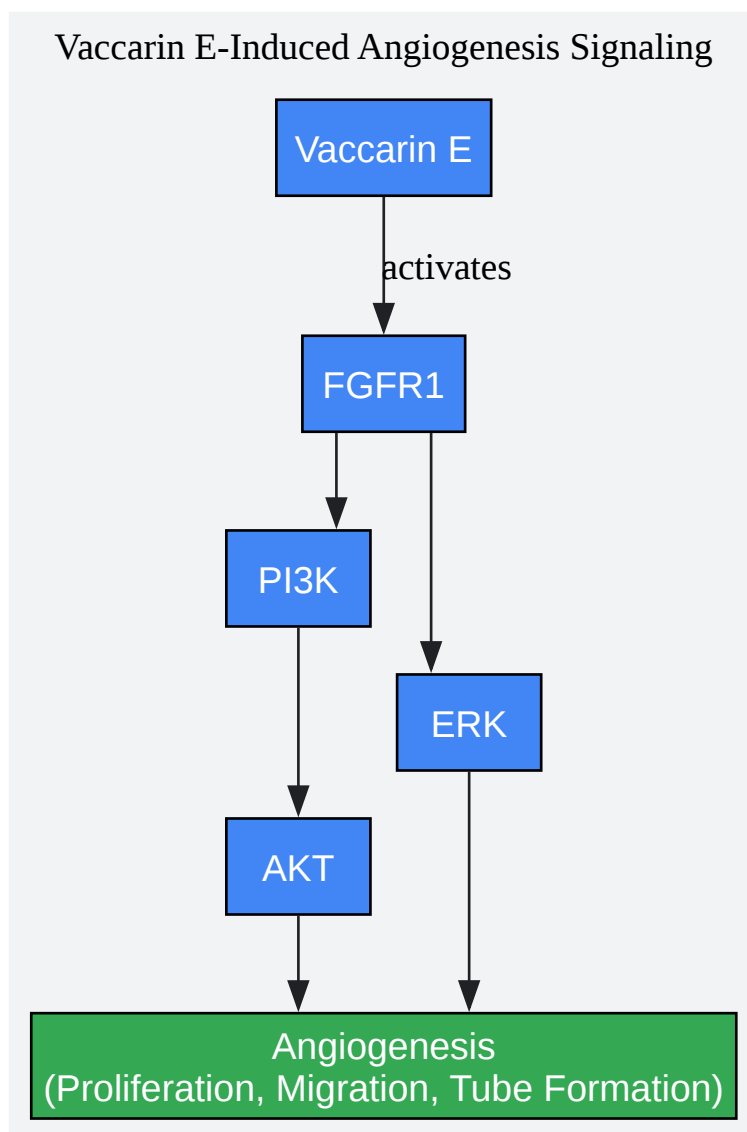 Vaccarin E-Induced Angiogenesis Signaling
Vaccarin E
activates
FGFR1
PI3K
ERK
AKT
Angiogenesis
(Proliferation, Migration, Tube Formation)